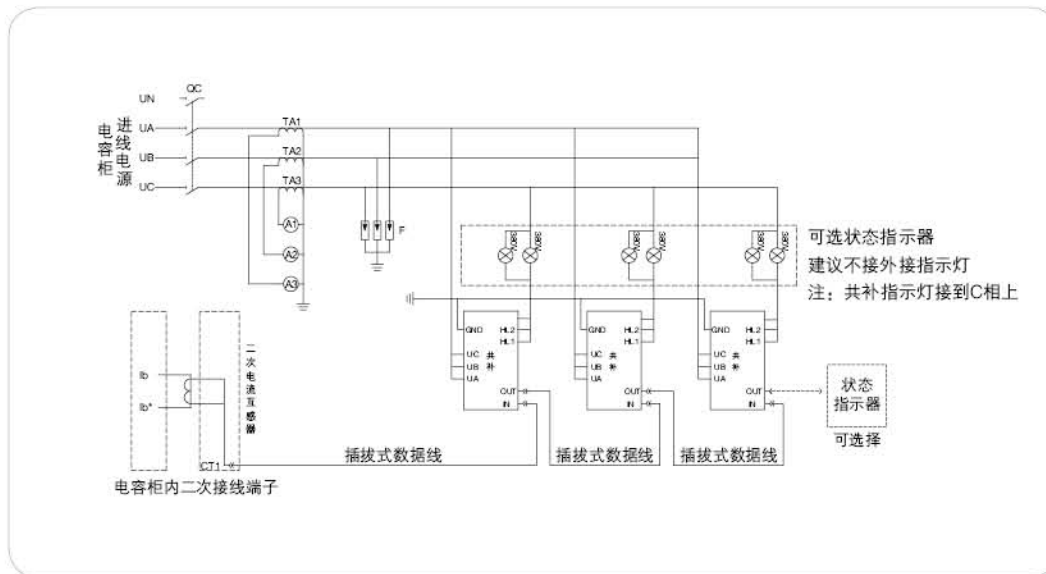 UN
QC
电容柜
进线电源
UA
UB
UC
TA1
TA2
TA3
A1
A2
A3
F
380V
380V
380V
可选状态指示器
建议不接外接指示灯
注：共补指示灯接到C相上
GND
HL2
HL1
UC
UB
UA
共补
OUT
IN
GND
HL2
HL1
UC
UB
UA
共补
OUT
IN
GND
HL2
HL1
UC
UB
UA
共补
OUT
IN
状态
指示器
可选择
Ib
Ib*
二次电流互感器
CT1
插拔式数据线
插拔式数据线
插拔式数据线
电容柜内二次接线端子